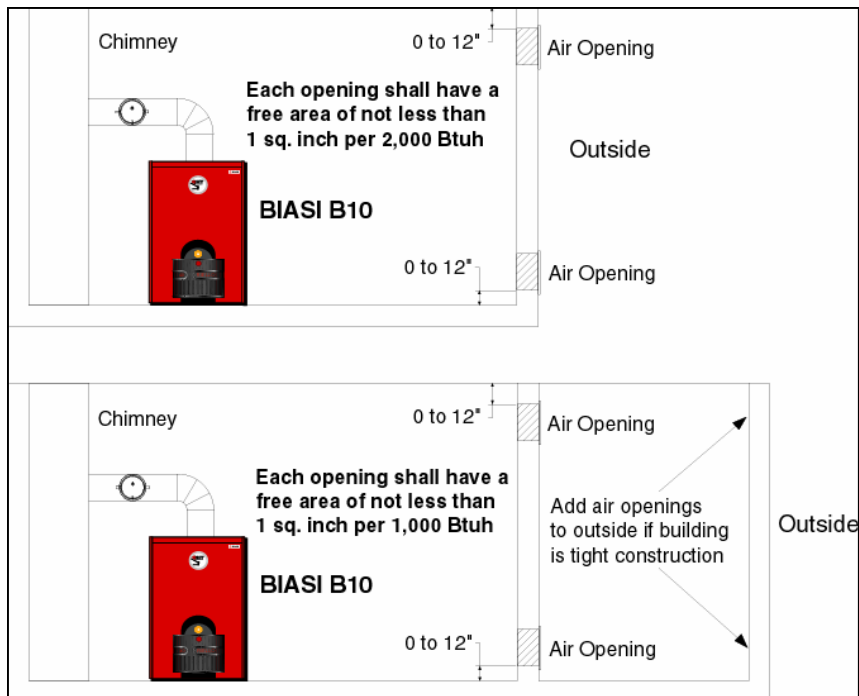 Chimney
0 to 12"
Air Opening
Each opening shall have a
free area of not less than
1 sq. inch per 2,000 Btuh
Outside
BIASI B10
0 to 12"
Air Opening
Chimney
0 to 12"
Air Opening
Each opening shall have a
free area of not less than
1 sq. inch per 1,000 Btuh
Add air openings
to outside if building
is tight construction
Outside
BIASI B10
0 to 12"
Air Opening